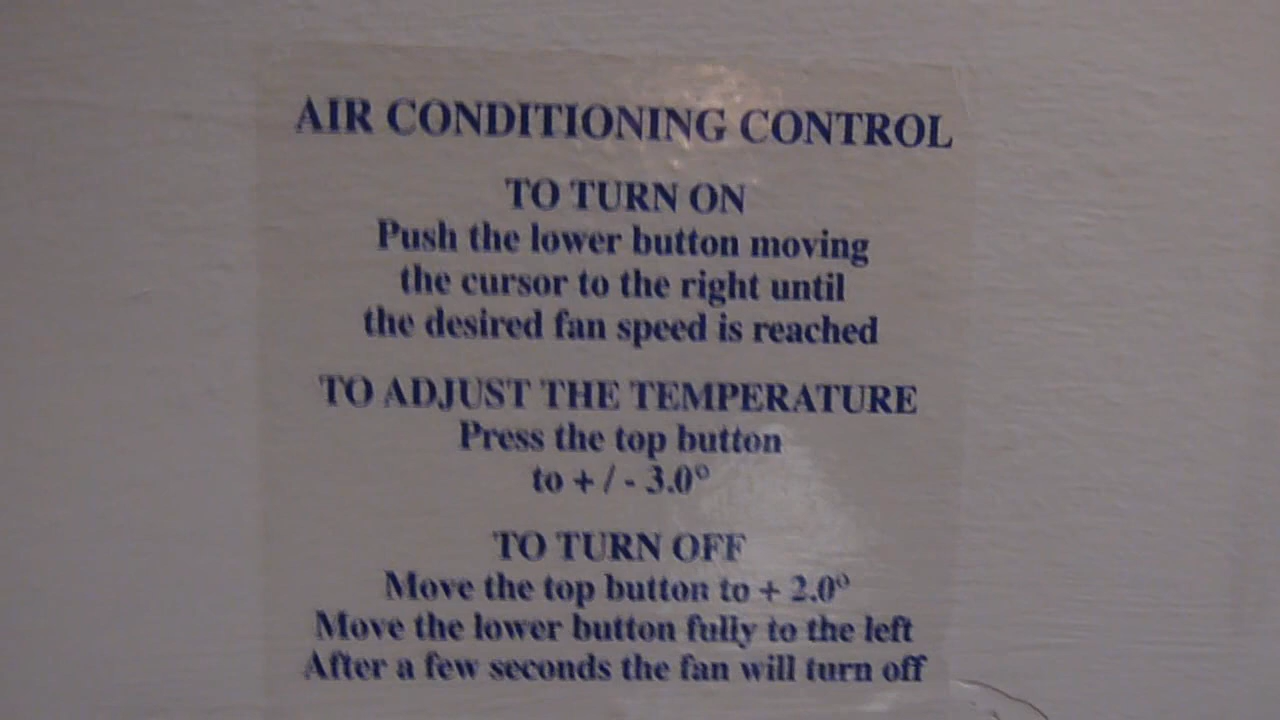 AIR CONDITIONING CONTROL
TO TURN ON
Push the lower button moving
the cursor to the right until
the desired fan speed is reached
TO ADJUST THE TEMPERATURE
Press the top button
to + / - 3.0º
TO TURN OFF
Move the top button to + 2.0º
Move the lower button fully to the left
After a few seconds the fan will turn off